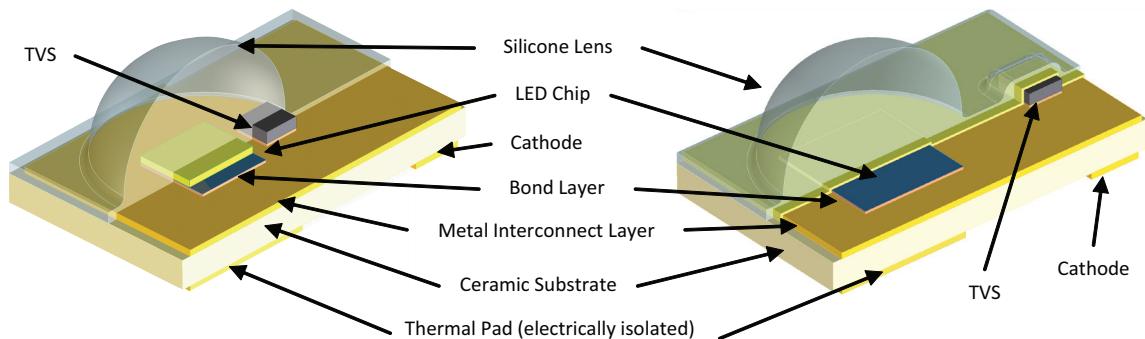 TVS
Silicone Lens
LED Chip
Cathode
Bond Layer
Metal Interconnect Layer
Ceramic Substrate
Thermal Pad (electrically isolated)
TVS
Cathode